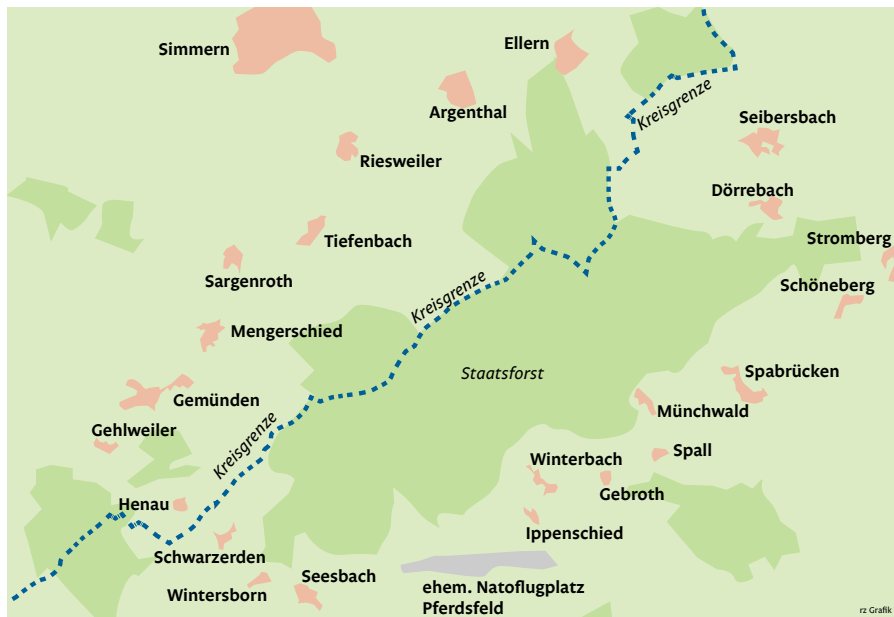 Simmern
Ellern
Argenthal
Kreisgrenze
Seibersbach
Riesweiler
Dörrebach
Tiefenbach
Stromberg
Sargenroth
Schöneberg
Kreisgrenze
Mengerschied
Staatsforst
Spabrücken
Gemünden
Münchwald
Gehlweiler
Kreisgrenze
Spall
Winterbach
Gebroth
Henau
Ippenschied
Schwarzerden
Seesbach
Wintersborn
ehem. Natoflugplatz
Pferdsfeld
rz Grafik